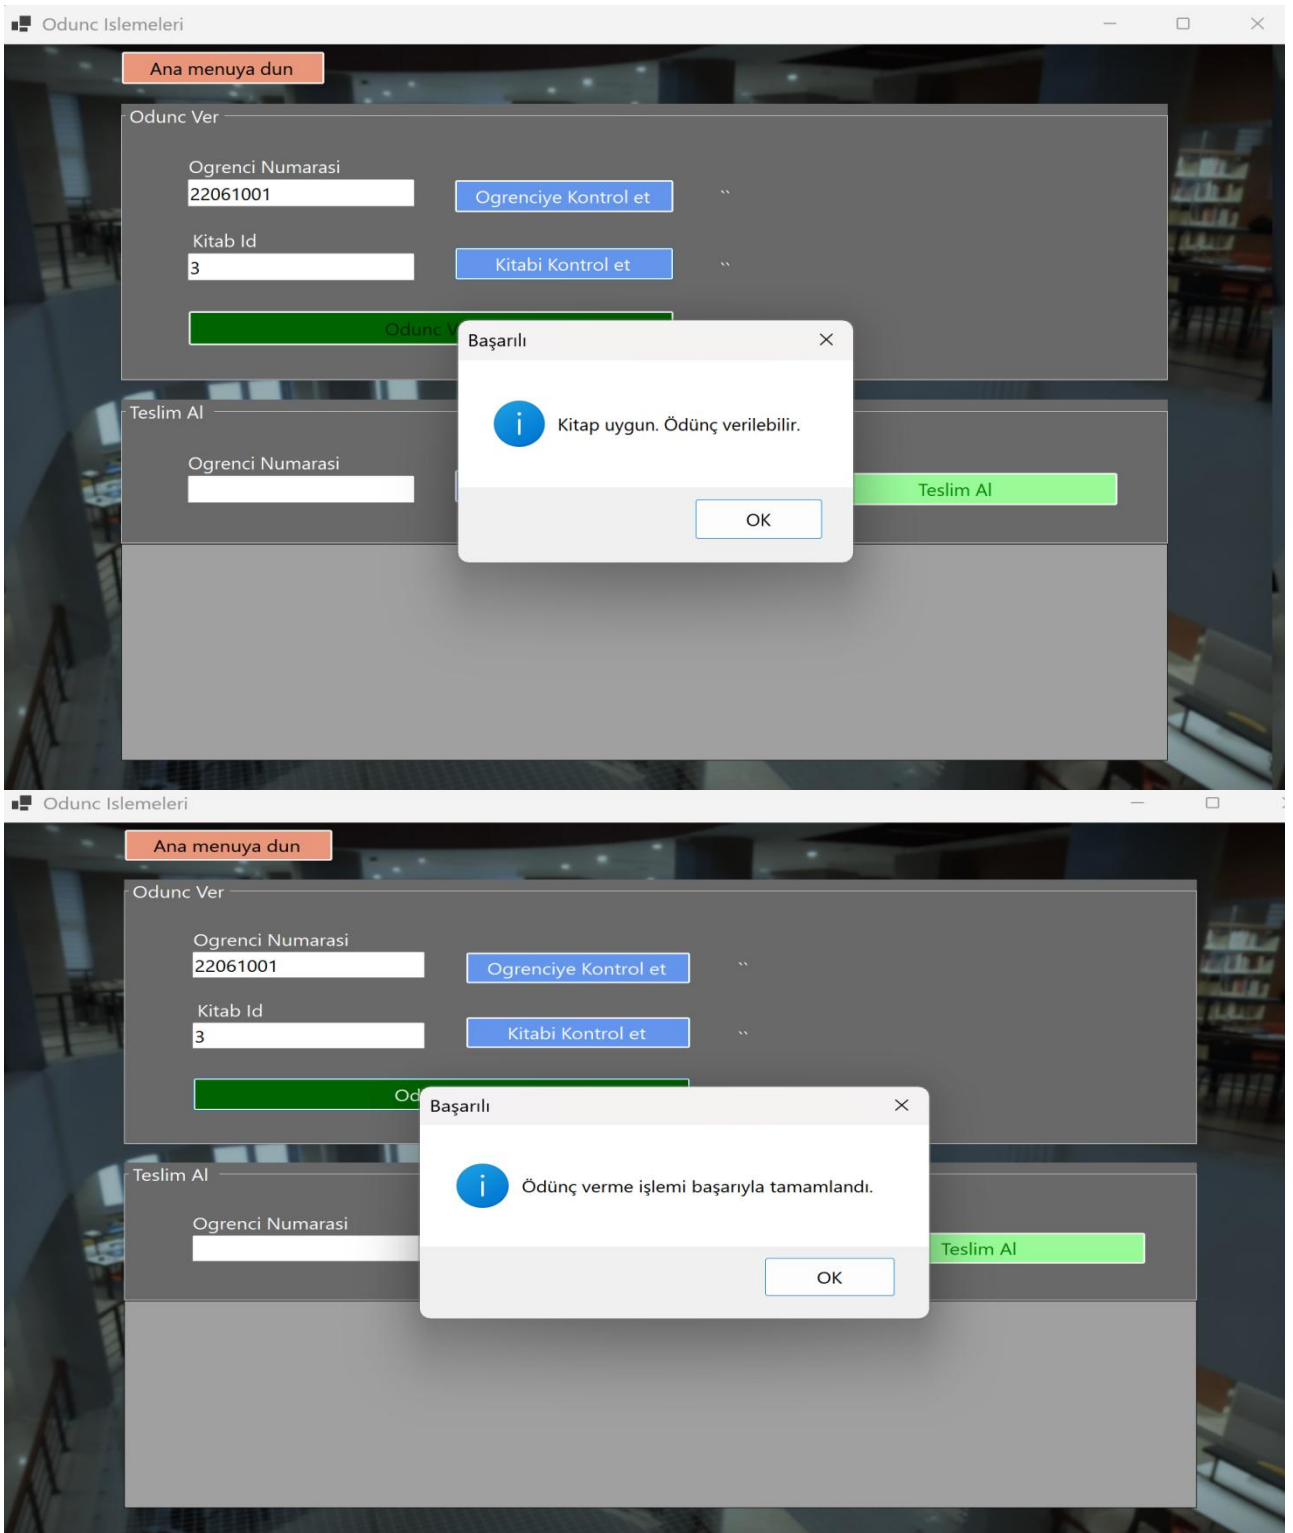 Odunc Islemeleri
Ana menuya dun
Odunc Ver
Ogrenci Numarasi
22061001
Ogrenciye Kontrol et
``
Kitab Id
3
Kitabi Kontrol et
``
Odunc V
Başarılı
Kitap uygun. Ödünç verilebilir.
OK
Teslim Al
Ogrenci Numarasi
Teslim Al
Odunc Islemeleri
Ana menuya dun
Odunc Ver
Ogrenci Numarasi
22061001
Ogrenciye Kontrol et
``
Kitab Id
3
Kitabi Kontrol et
``
Od
Başarılı
Ödünç verme işlemi başarıyla tamamlandı.
OK
Teslim Al
Ogrenci Numarasi
Teslim Al